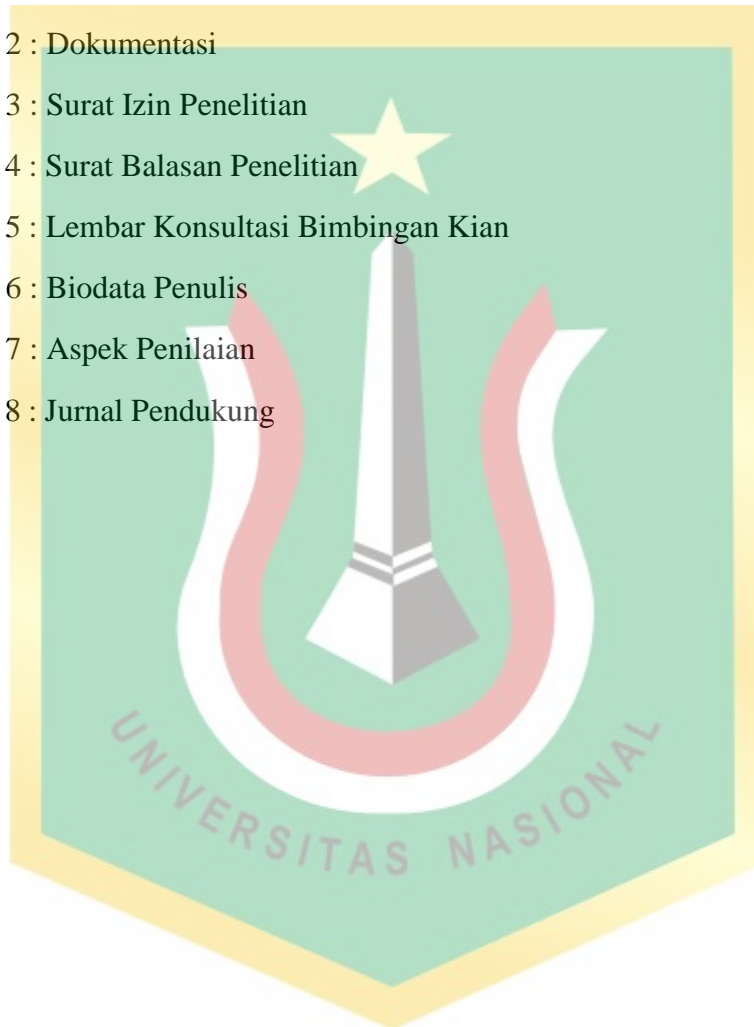 2 : Dokumentasi
3 : Surat Izin Penelitian
4 : Surat Balasan Penelitian
5 : Lembar Konsultasi Bimbingan Kian
6 : Biodata Penulis
7 : Aspek Penilaian
8 : Jurnal Pendukung
UNIVERSITAS NASIONAL